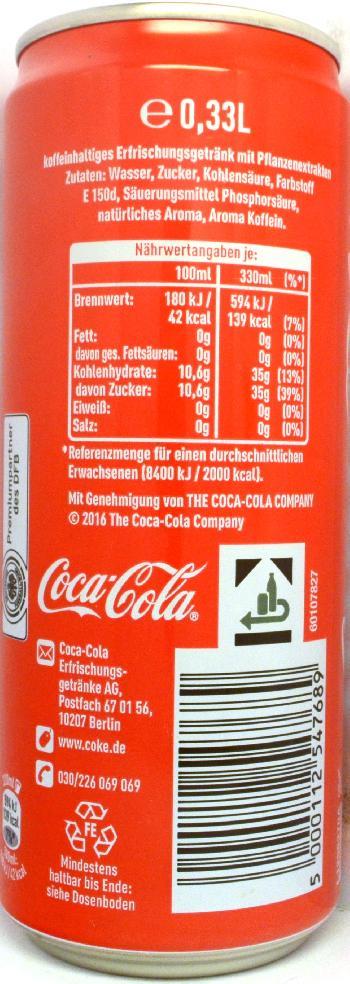 e 0,33L
koffeinhaltiges Erfrischungsgetränk mit Pflanzenextrakten
Zutaten: Wasser, Zucker, Kohlensäure, Farbstoff
E 150d, Säuerungsmittel Phosphorsäure,
natürliches Aroma, Aroma Koffein.
Nährwertangaben je:
100ml 330ml (%*)
Brennwert: 180 kJ / 594 kJ /
42 kcal 139 kcal (7%)
Fett: 0g 0g (0%)
davon ges. Fettsäuren: 0g 0g (0%)
Kohlenhydrate: 10,6g 35g (13%)
davon Zucker: 10,6g 35g (39%)
Eiweiß: 0g 0g (0%)
Salz: 0g 0g (0%)
*Referenzmenge für einen durchschnittlichen
Erwachsenen (8400 kJ / 2000 kcal).
Mit Genehmigung von THE COCA-COLA COMPANY
© 2016 The Coca-Cola Company
Premiumpartner
des DFB
Coca-Cola®
60107827
Coca-Cola
Erfrischungs-
getränke AG,
Postfach 67 01 56,
10207 Berlin
www.coke.de
030/226 069 069
FE
Mindestens
haltbar bis Ende:
siehe Dosenboden
5 000112 547689